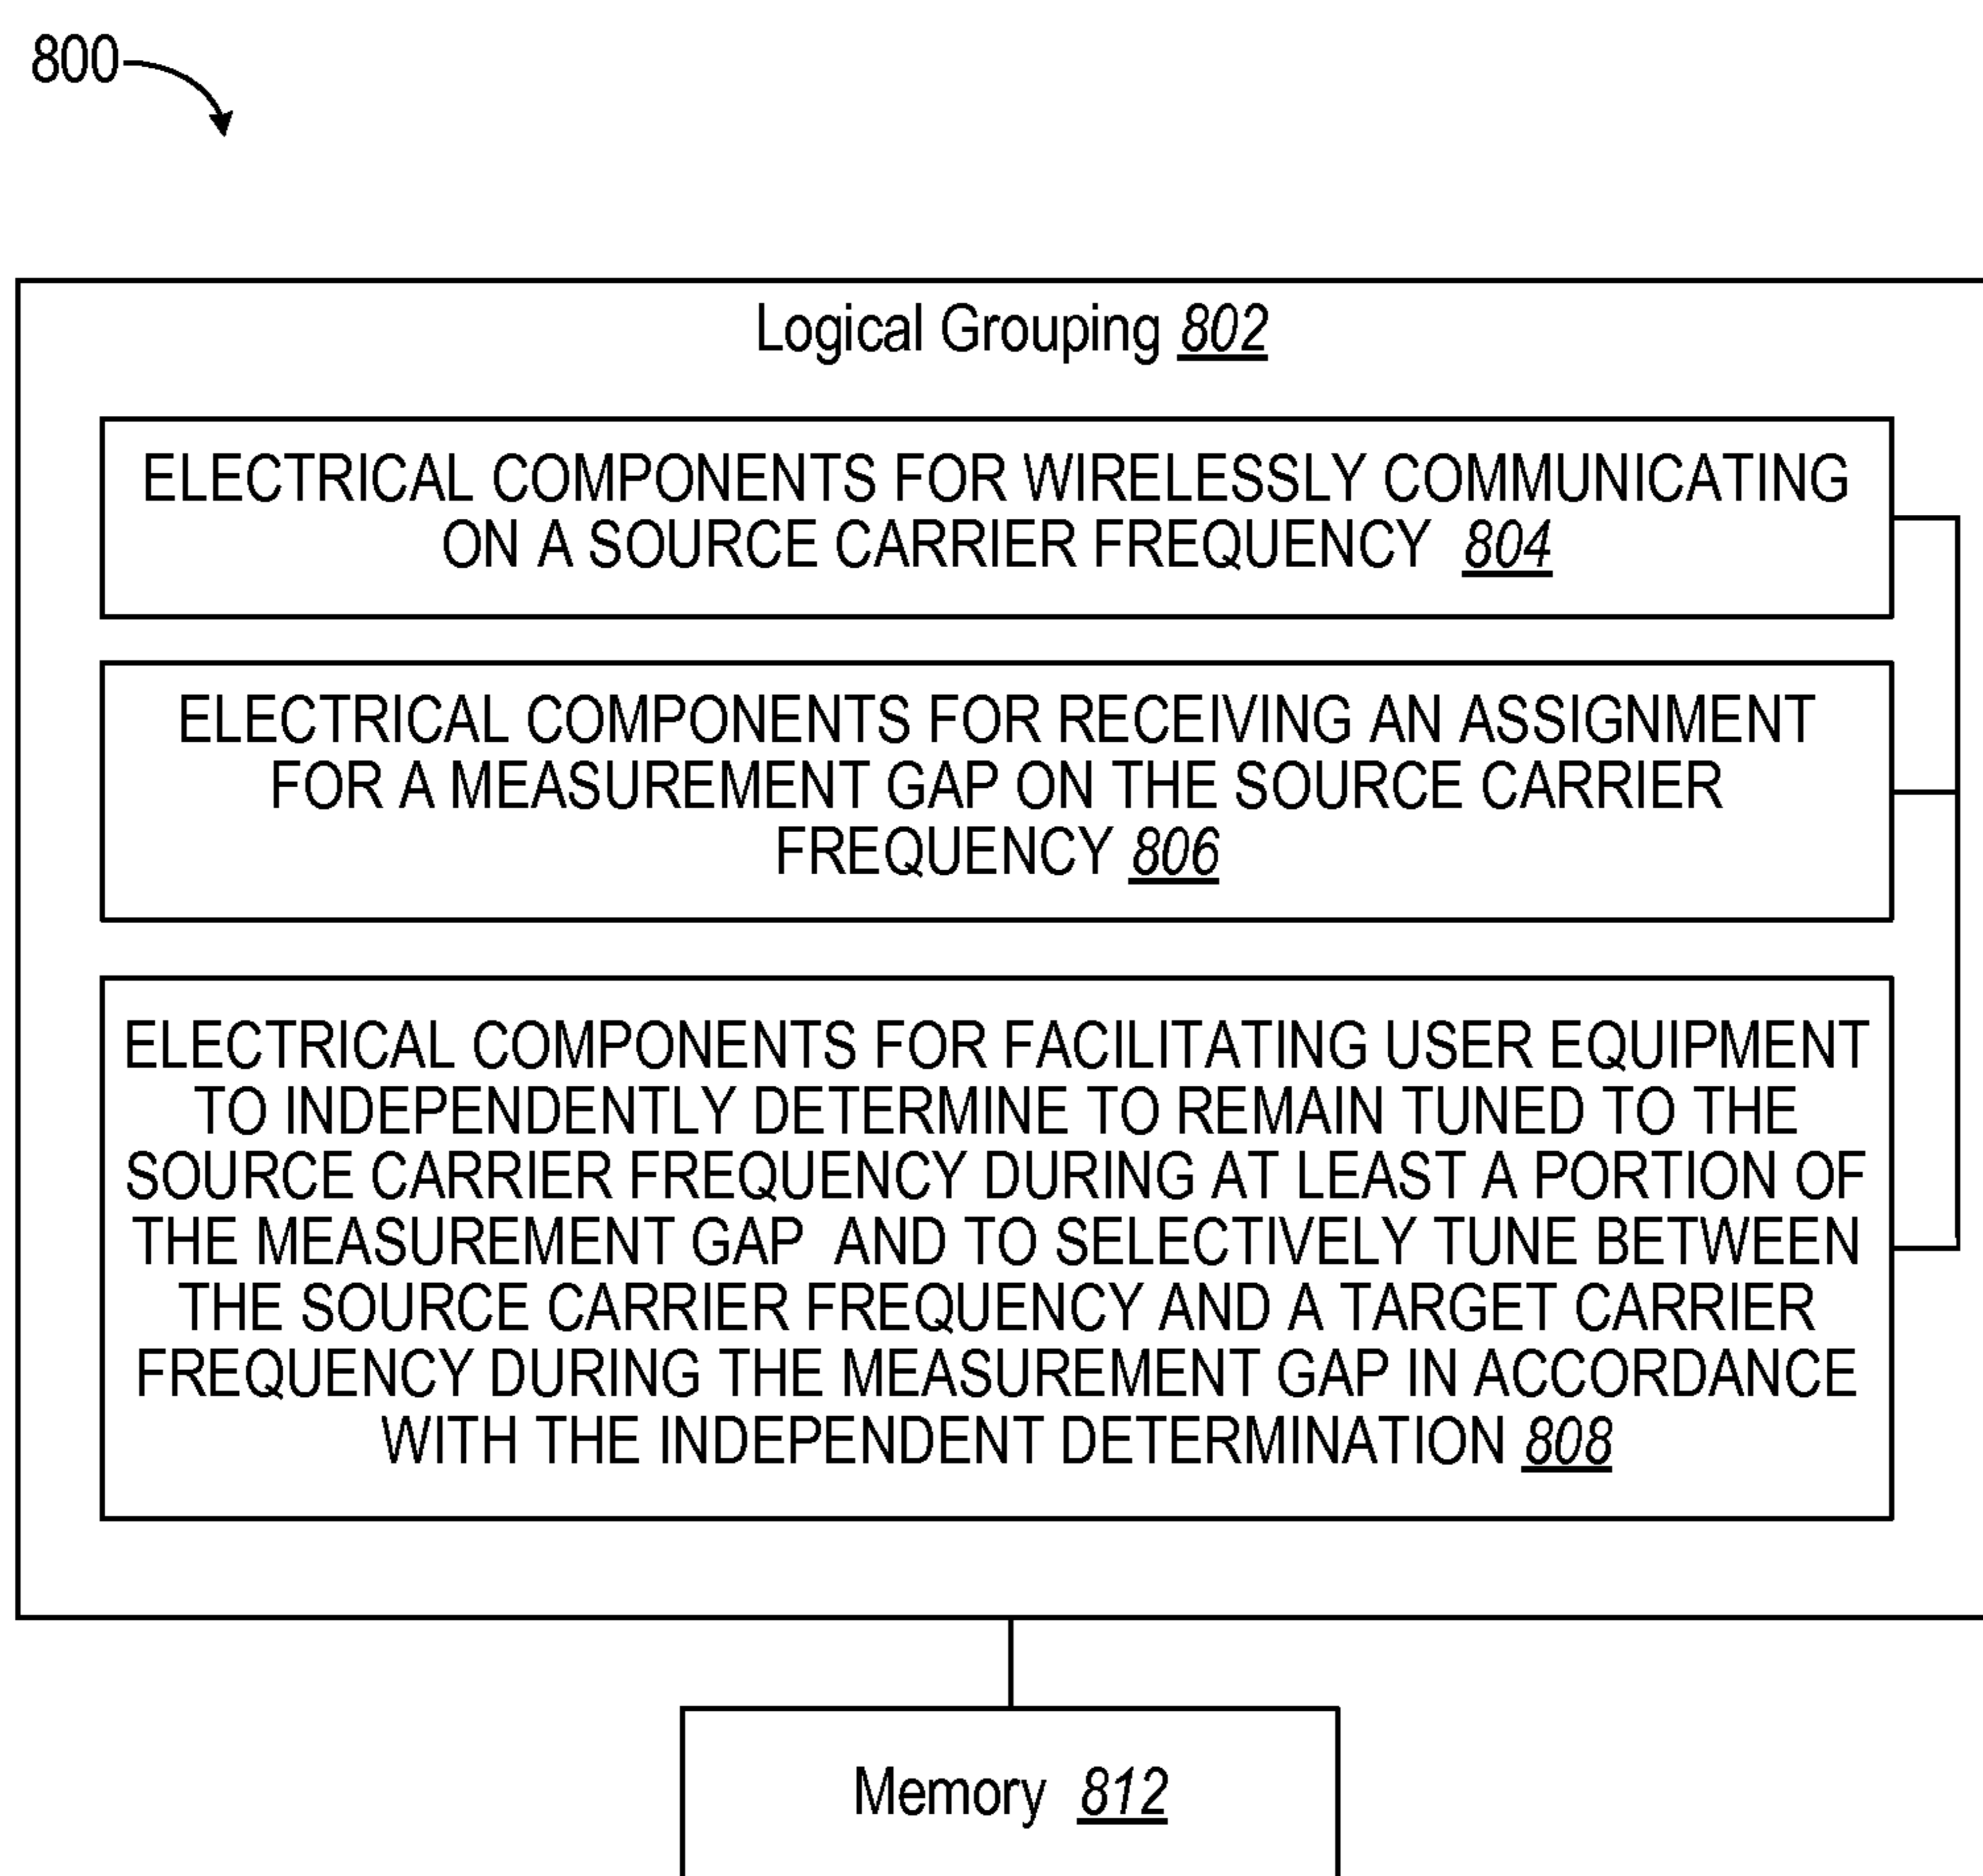 800
Logical Grouping 802
ELECTRICAL COMPONENTS FOR WIRELESSLY COMMUNICATING
ON A SOURCE CARRIER FREQUENCY 804
ELECTRICAL COMPONENTS FOR RECEIVING AN ASSIGNMENT
FOR A MEASUREMENT GAP ON THE SOURCE CARRIER
FREQUENCY 806
ELECTRICAL COMPONENTS FOR FACILITATING USER EQUIPMENT
TO INDEPENDENTLY DETERMINE TO REMAIN TUNED TO THE
SOURCE CARRIER FREQUENCY DURING AT LEAST A PORTION OF
THE MEASUREMENT GAP AND TO SELECTIVELY TUNE BETWEEN
THE SOURCE CARRIER FREQUENCY AND A TARGET CARRIER
FREQUENCY DURING THE MEASUREMENT GAP IN ACCORDANCE
WITH THE INDEPENDENT DETERMINATION 808
Memory 812